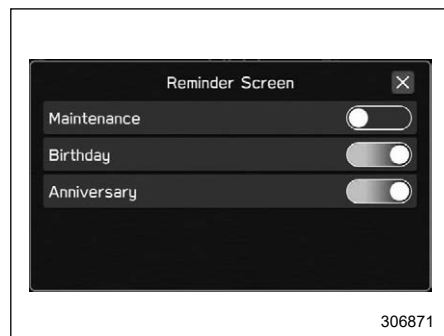 Reminder Screen
Maintenance
Birthday
Anniversary
306871